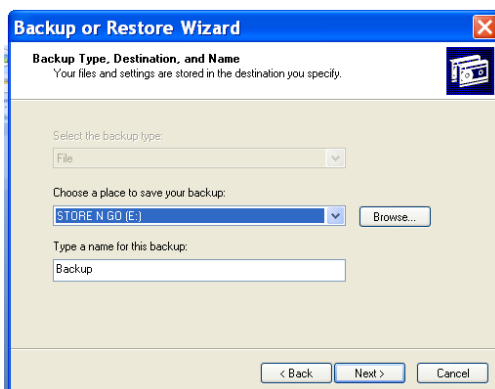 Backup or Restore Wizard
Backup Type, Destination, and Name
Your files and settings are stored in the destination you specify.
Select the backup type:
File
Choose a place to save your backup:
STORE N GO (E:)
Browse...
Type a name for this backup:
Backup
< Back
Next >
Cancel